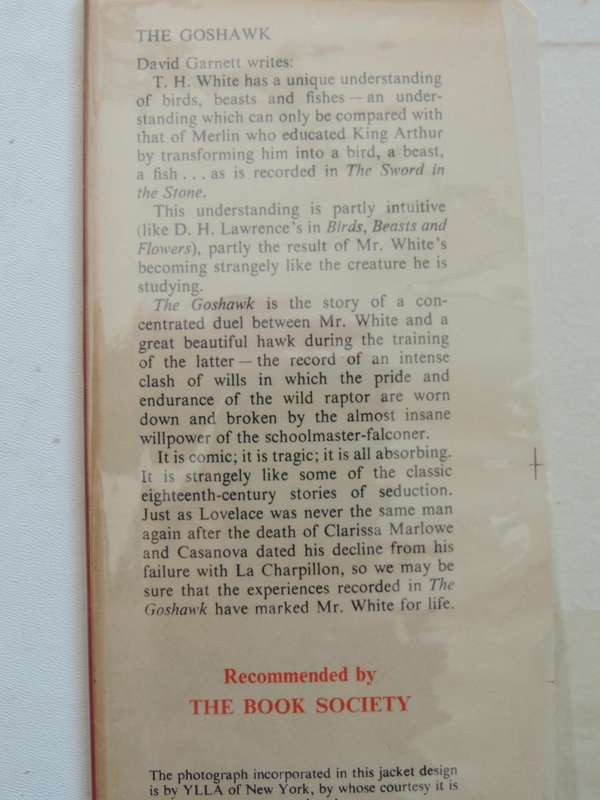 THE GOSHAWK
David Garnett writes:
T. H. White has a unique understanding
of birds, beasts and fishes — an under-
standing which can only be compared with
that of Merlin who educated King Arthur
by transforming him into a bird, a beast,
a fish . . . as is recorded in The Sword in
the Stone.
This understanding is partly intuitive
(like D. H. Lawrence's in Birds, Beasts and
Flowers), partly the result of Mr. White's
becoming strangely like the creature he is
studying.
The Goshawk is the story of a con-
centrated duel between Mr. White and a
great beautiful hawk during the training
of the latter — the record of an intense
clash of wills in which the pride and
endurance of the wild raptor are worn
down and broken by the almost insane
willpower of the schoolmaster-falconer.
It is comic; it is tragic; it is all absorbing.
It is strangely like some of the classic
eighteenth-century stories of seduction.
Just as Lovelace was never the same man
again after the death of Clarissa Marlowe
and Casanova dated his decline from his
failure with La Charpillon, so we may be
sure that the experiences recorded in The
Goshawk have marked Mr. White for life.
Recommended by
THE BOOK SOCIETY
The photograph incorporated in this jacket design
is by YLLA of New York, by whose courtesy it is